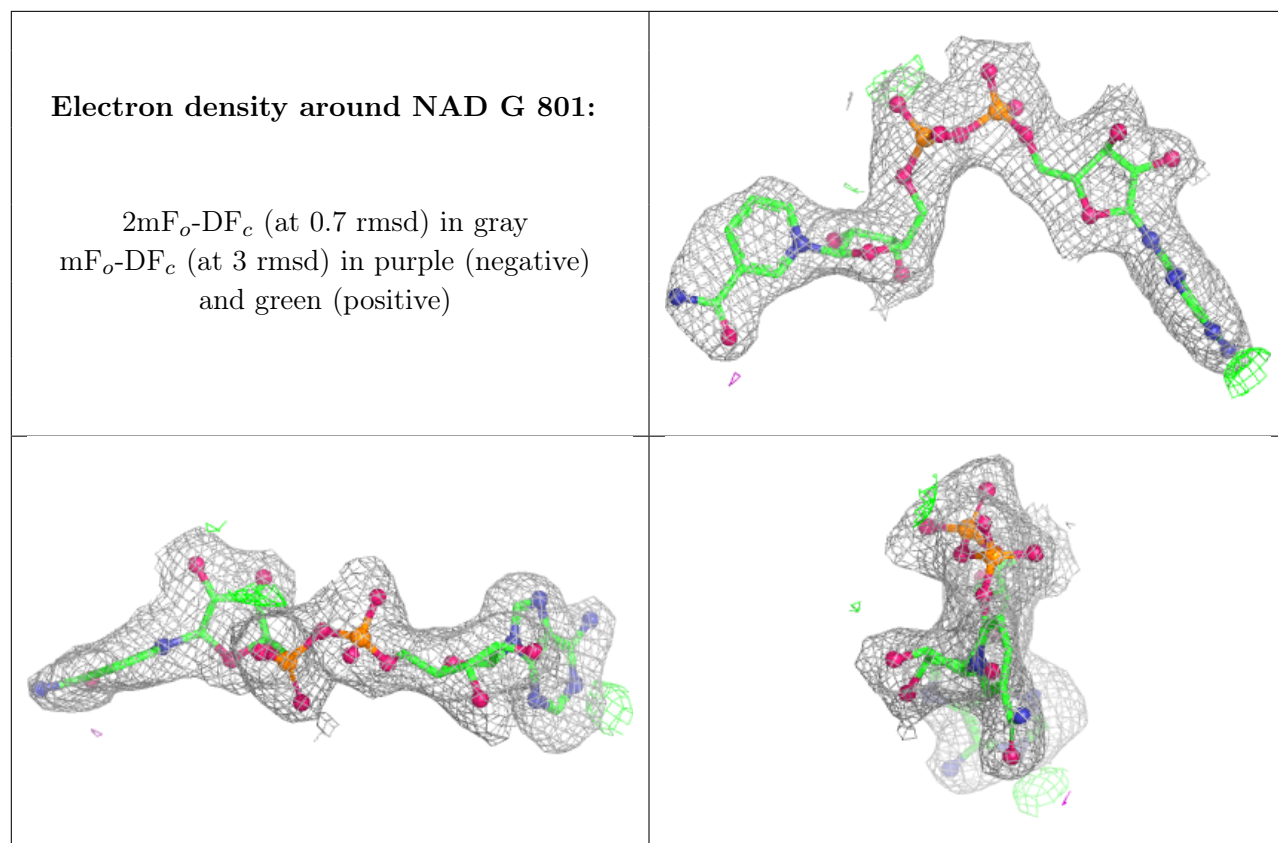 Electron density around NAD G 801:
2mFo-DFc (at 0.7 rmsd) in gray
mFo-DFc (at 3 rmsd) in purple (negative)
and green (positive)